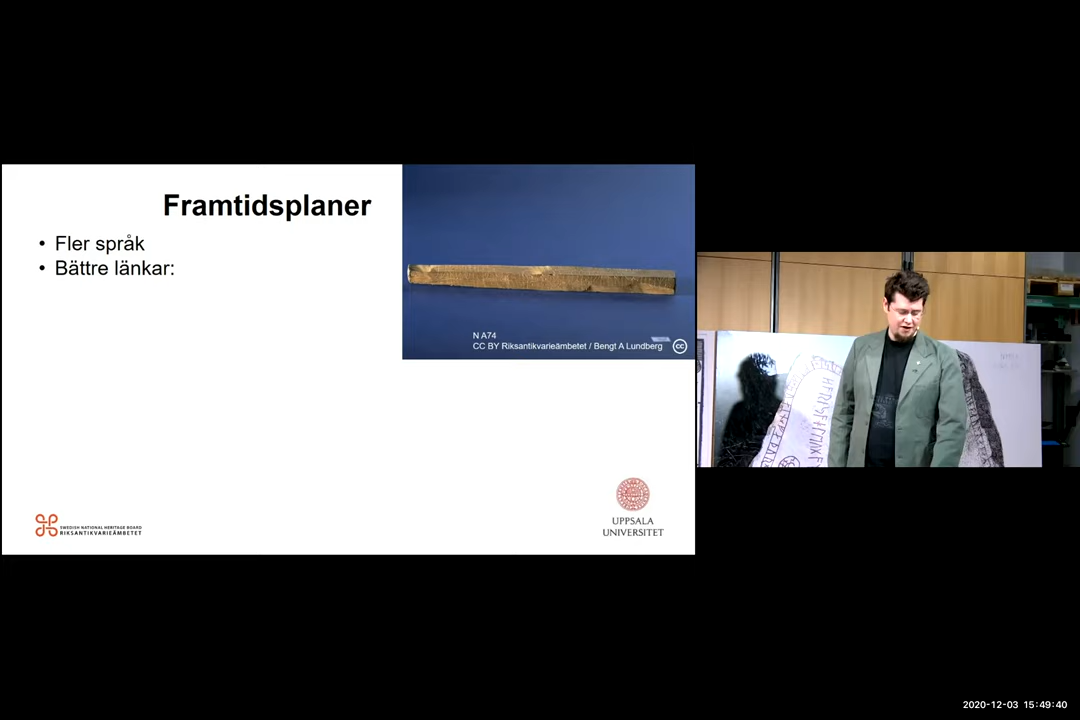 Framtidsplaner
• Fler språk
• Bättre länkar:
N A74
CC BY Riksantikvarieämbetet / Bengt A Lundberg
cc
SWEDISH NATIONAL HERITAGE BOARD
RIKSANTIKVARIEÄMBETET
UPPSALA
UNIVERSITET
2020-12-03 15:49:40